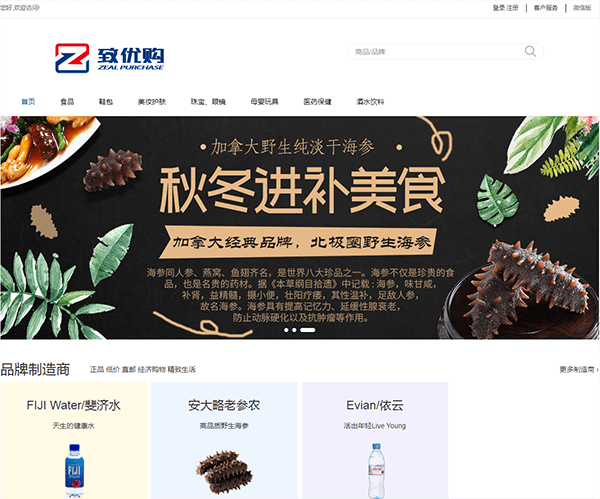 您好,欢迎访问!
登录 注册 | 客户服务 | 微信版
致优购
ZEAL PURCHASE
商品/品牌
首页 食品 鞋包 美妆护肤 珠宝、眼镜 母婴玩具 医药保健 酒水饮料
·加拿大野生纯淡干海参·
秋冬进补美食
加拿大经典品牌，北极圈野生海参
海参同人参、燕窝、鱼翅齐名，是世界八大珍品之一。海参不仅是珍贵的食
品，也是名贵的药材。据《本草纲目拾遗》中记载：海参，味甘咸，
补肾，益精髓，摄小便，壮阳疗痿，其性温补，足敌人参，
故名海参。海参具有提高记忆力、延缓性腺衰老，
防止动脉硬化以及抗肿瘤等作用。
品牌制造商 正品 低价 直邮 经济购物 精致生活 更多制造商 ›
FIJI Water/斐济水
天生的健康水
安大略老参农
高品质野生海参
Evian/依云
活出年轻Live Young
FIJI